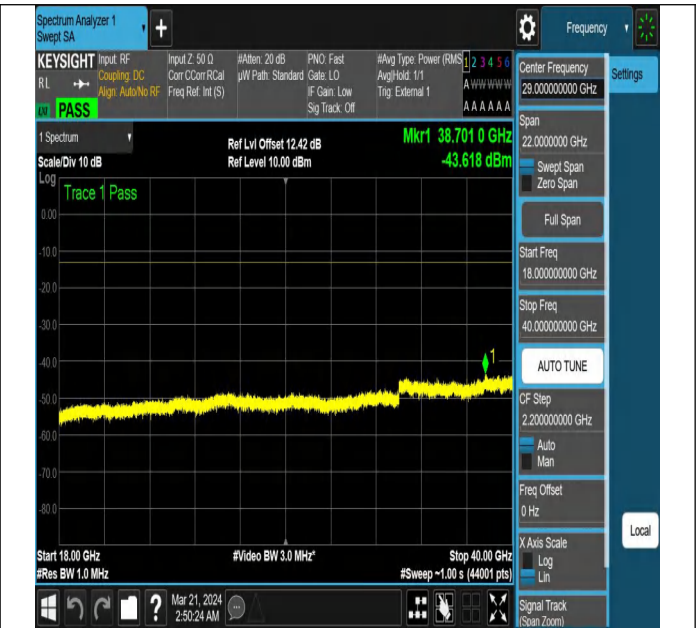 Spectrum Analyzer 1
Swept SA
+
Frequency
KEYSIGHT
RL
PASS
Input: RF
Coupling: DC
Align: Auto/No RF
Input Z: 50 Ω
Corr CCorr RCal
Freq Ref: Int (S)
#Atten: 20 dB
µW Path: Standard
PNO: Fast
Gate: LO
IF Gain: Low
Sig Track: Off
#Avg Type: Power (RMS
Avg|Hold: 1/1
Trig: External 1
1 2 3 4 5 6
A W W W W W
A A A A A A
1 Spectrum
Scale/Div 10 dB
Log
Ref Lvl Offset 12.42 dB
Ref Level 10.00 dBm
Mkr1 38.701 0 GHz
-43.618 dBm
Trace 1 Pass
0.00
-10.0
-20.0
-30.0
-40.0
-50.0
-60.0
-70.0
-80.0
1
Start 18.00 GHz
#Res BW 1.0 MHz
#Video BW 3.0 MHz*
Stop 40.00 GHz
#Sweep ~1.00 s (44001 pts)
Center Frequency
29.000000000 GHz
Settings
Span
22.0000000 GHz
Swept Span
Zero Span
Full Span
Start Freq
18.000000000 GHz
Stop Freq
40.000000000 GHz
AUTO TUNE
CF Step
2.200000000 GHz
Auto
Man
Freq Offset
0 Hz
X Axis Scale
Log
Lin
Local
Signal Track
(Span Zoom)
?
Mar 21, 2024
2:50:24 AM